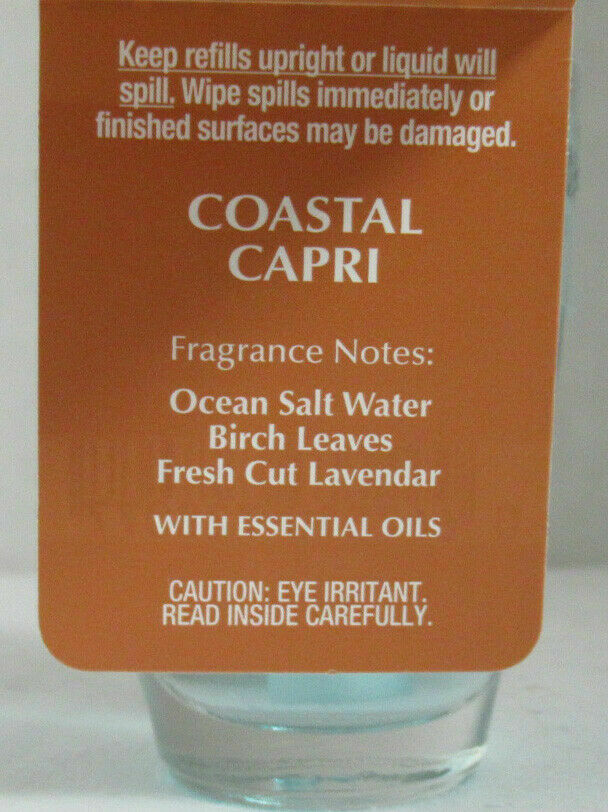 Keep refills upright or liquid will
spill. Wipe spills immediately or
finished surfaces may be damaged.
COASTAL
CAPRI
Fragrance Notes:
Ocean Salt Water
Birch Leaves
Fresh Cut Lavendar
WITH ESSENTIAL OILS
CAUTION: EYE IRRITANT.
READ INSIDE CAREFULLY.